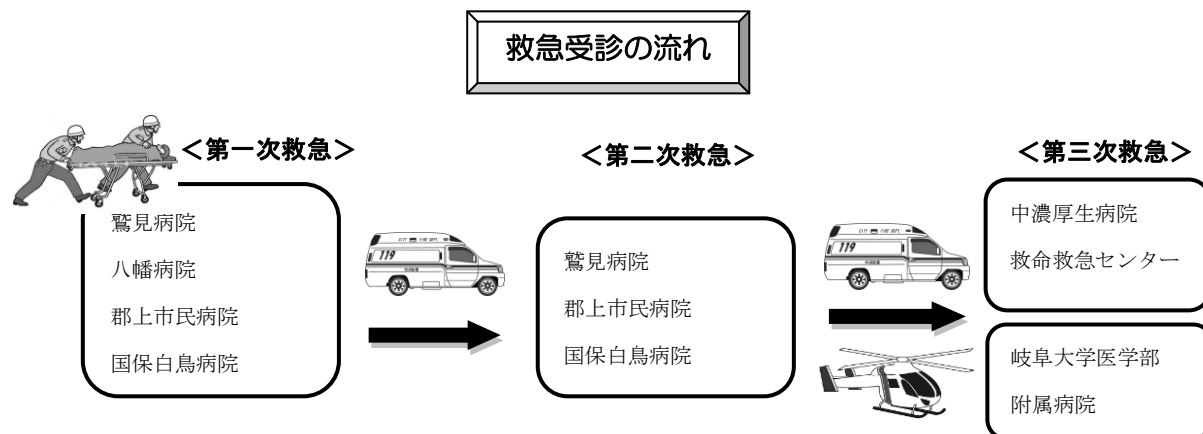 救急受診の流れ
＜第一次救急＞
鷲見病院
八幡病院
郡上市民病院
国保白鳥病院
119
＜第二次救急＞
鷲見病院
郡上市民病院
国保白鳥病院
119
＜第三次救急＞
中濃厚生病院
救命救急センター
岐阜大学医学部
附属病院